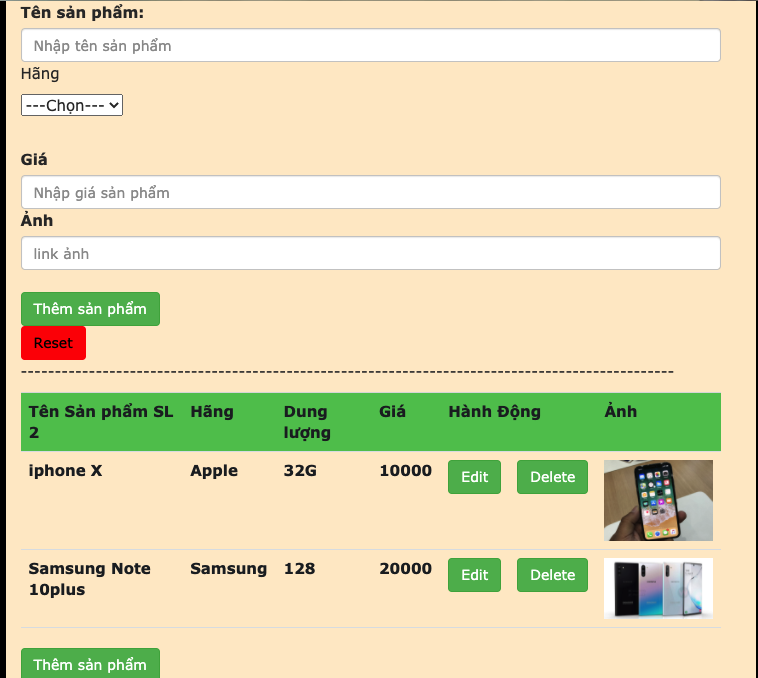 Tên sản phẩm:
Nhập tên sản phẩm
Hãng
---Chọn---
Giá
Nhập giá sản phẩm
Ảnh
link ảnh
Thêm sản phẩm
Reset
------------------------------------------------------------------------------------------------
Tên Sản phẩm SL Hãng Dung Giá Hành Động Ảnh
2 lượng
iphone X Apple 32G 10000 Edit Delete
Samsung Note Samsung 128 20000 Edit Delete
10plus
Thêm sản phẩm